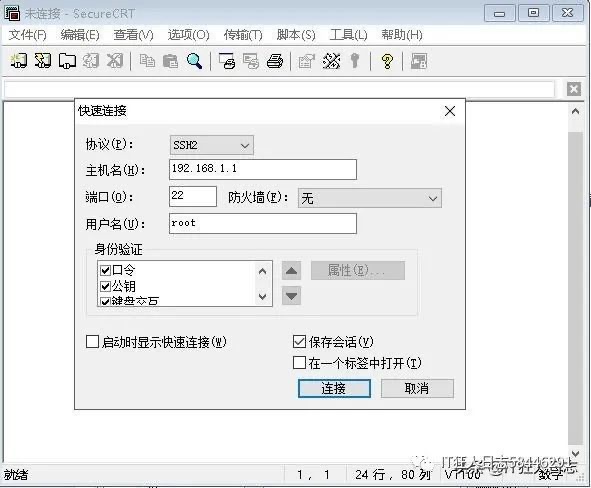 未连接 - SecureCRT
文件(F) 编辑(E) 查看(V) 选项(O) 传输(T) 脚本(S) 工具(L) 帮助(H)
快速连接
协议(P): SSH2
主机名(H): 192.168.1.1
端口(O): 22 防火墙(F): 无
用户名(U): root
身份验证
口令
公钥
键盘交互
属性(E)...
启动时显示快速连接(W) 保存会话(V)
在一个标签中打开(T)
连接 取消
就绪 1, 1 24 行, 80 列 VT100 数字
IT狂人日志